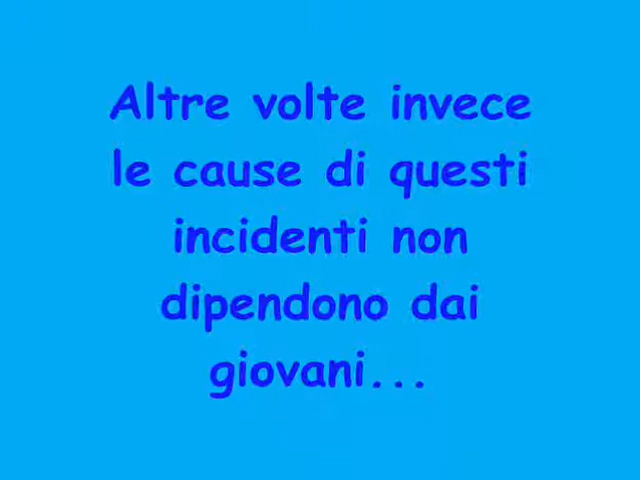 Altre volte invece
le cause di questi
incidenti non
dipendono dai
giovani...